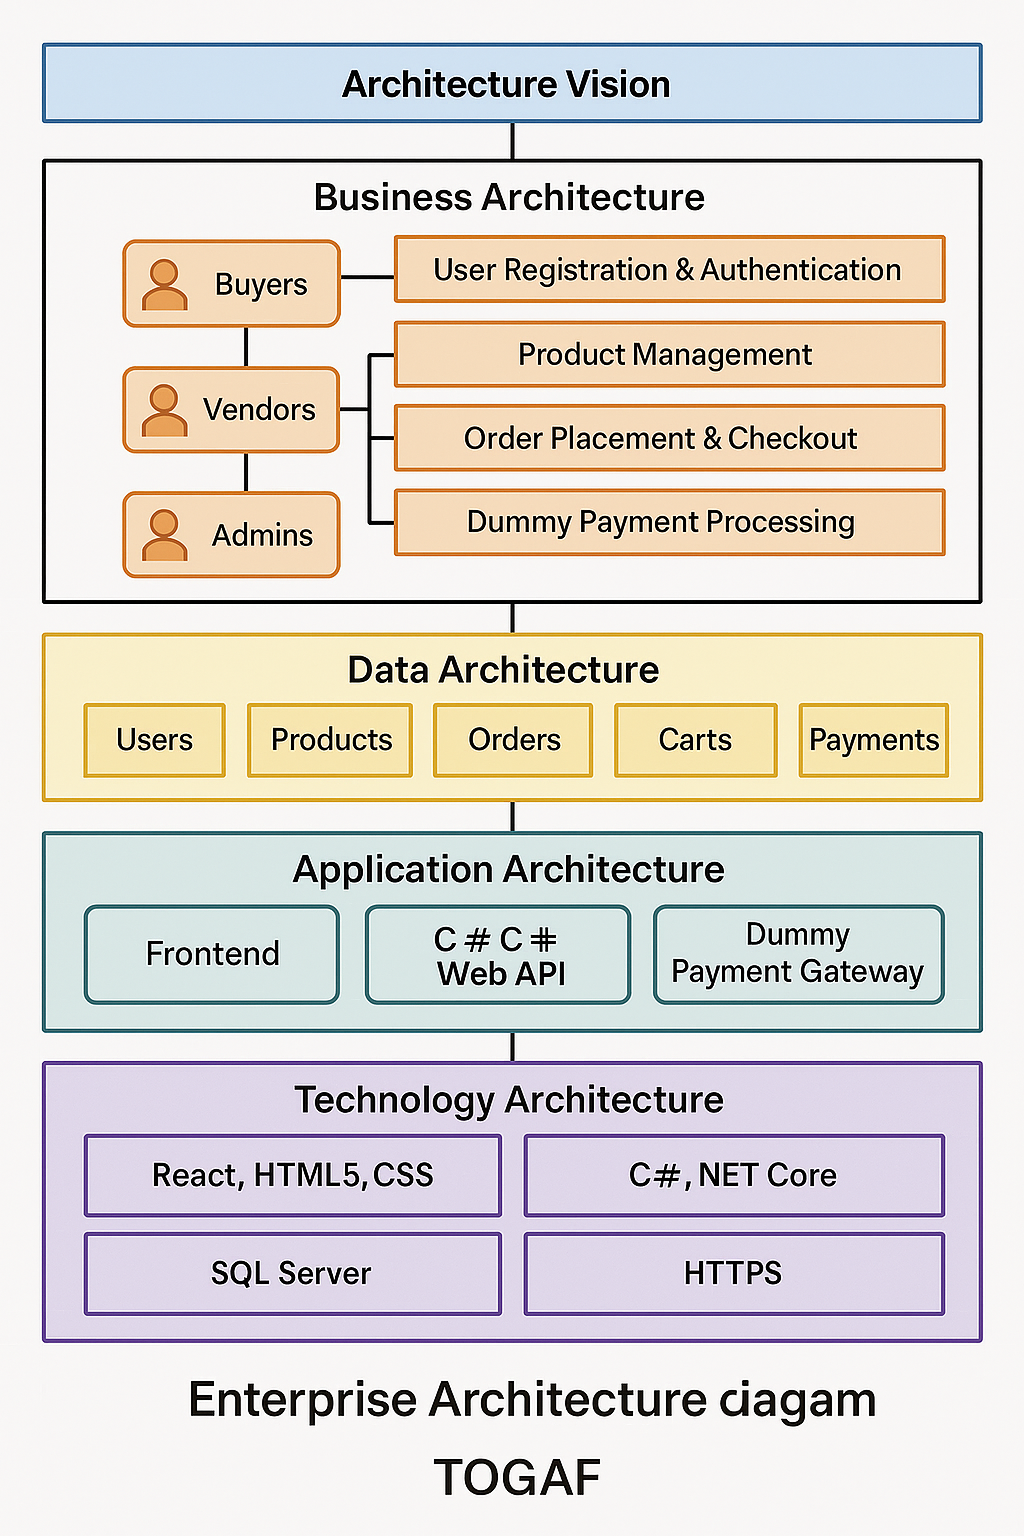 Architecture Vision
Business Architecture
Buyers
User Registration & Authentication
Vendors
Product Management
Order Placement & Checkout
Admins
Dummy Payment Processing
Data Architecture
Users
Products
Orders
Carts
Payments
Application Architecture
Frontend
C # C #
Web API
Dummy
Payment Gateway
Technology Architecture
React, HTML5, CSS
C#, NET Core
SQL Server
HTTPS
Enterprise Architecture diagam
TOGAF